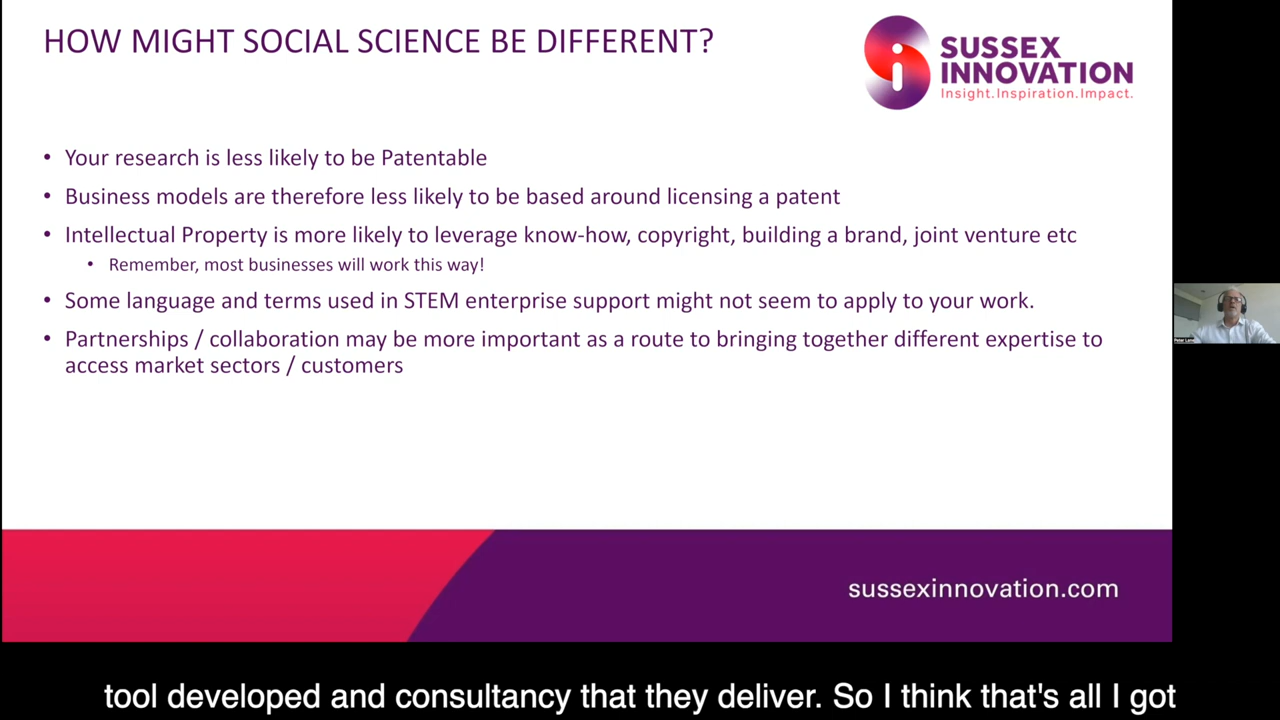 HOW MIGHT SOCIAL SCIENCE BE DIFFERENT?
SUSSEX
INNOVATION
Insight.Inspiration.Impact.
• Your research is less likely to be Patentable
• Business models are therefore less likely to be based around licensing a patent
• Intellectual Property is more likely to leverage know-how, copyright, building a brand, joint venture etc
• Remember, most businesses will work this way!
• Some language and terms used in STEM enterprise support might not seem to apply to your work.
• Partnerships / collaboration may be more important as a route to bringing together different expertise to
access market sectors / customers
Peter Lane
sussexinnovation.com
tool developed and consultancy that they deliver. So I think that's all I got